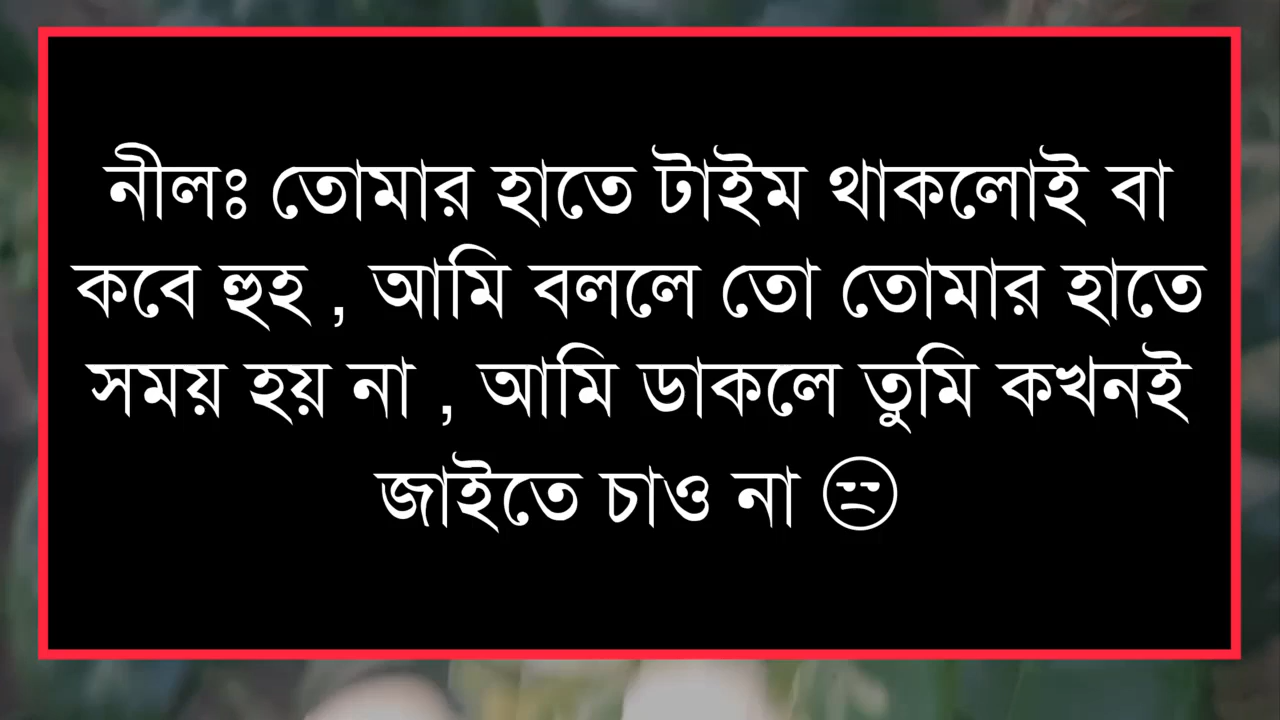 নীলঃ তোমার হাতে টাইম থাকলোই বা
কবে হুহ , আমি বললে তো তোমার হাতে
সময় হয় না , আমি ডাকলে তুমি কখনই
জাইতে চাও না 😒